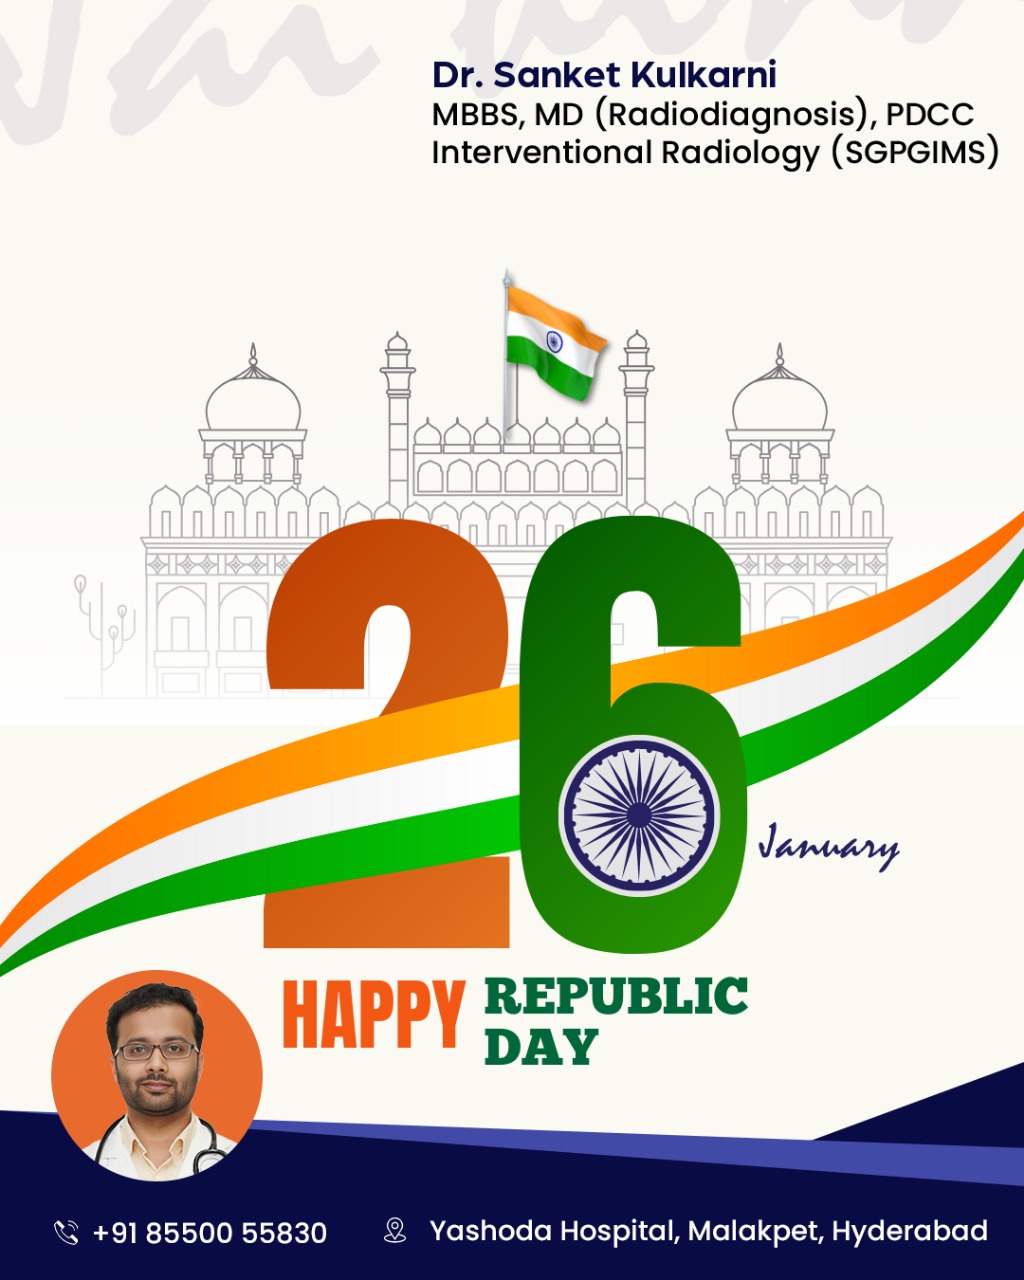 Dr. Sanket Kulkarni
MBBS, MD (Radiodiagnosis), PDCC
Interventional Radiology (SGPGIMS)
26
January
HAPPY REPUBLIC
DAY
+91 85500 55830
Yashoda Hospital, Malakpet, Hyderabad